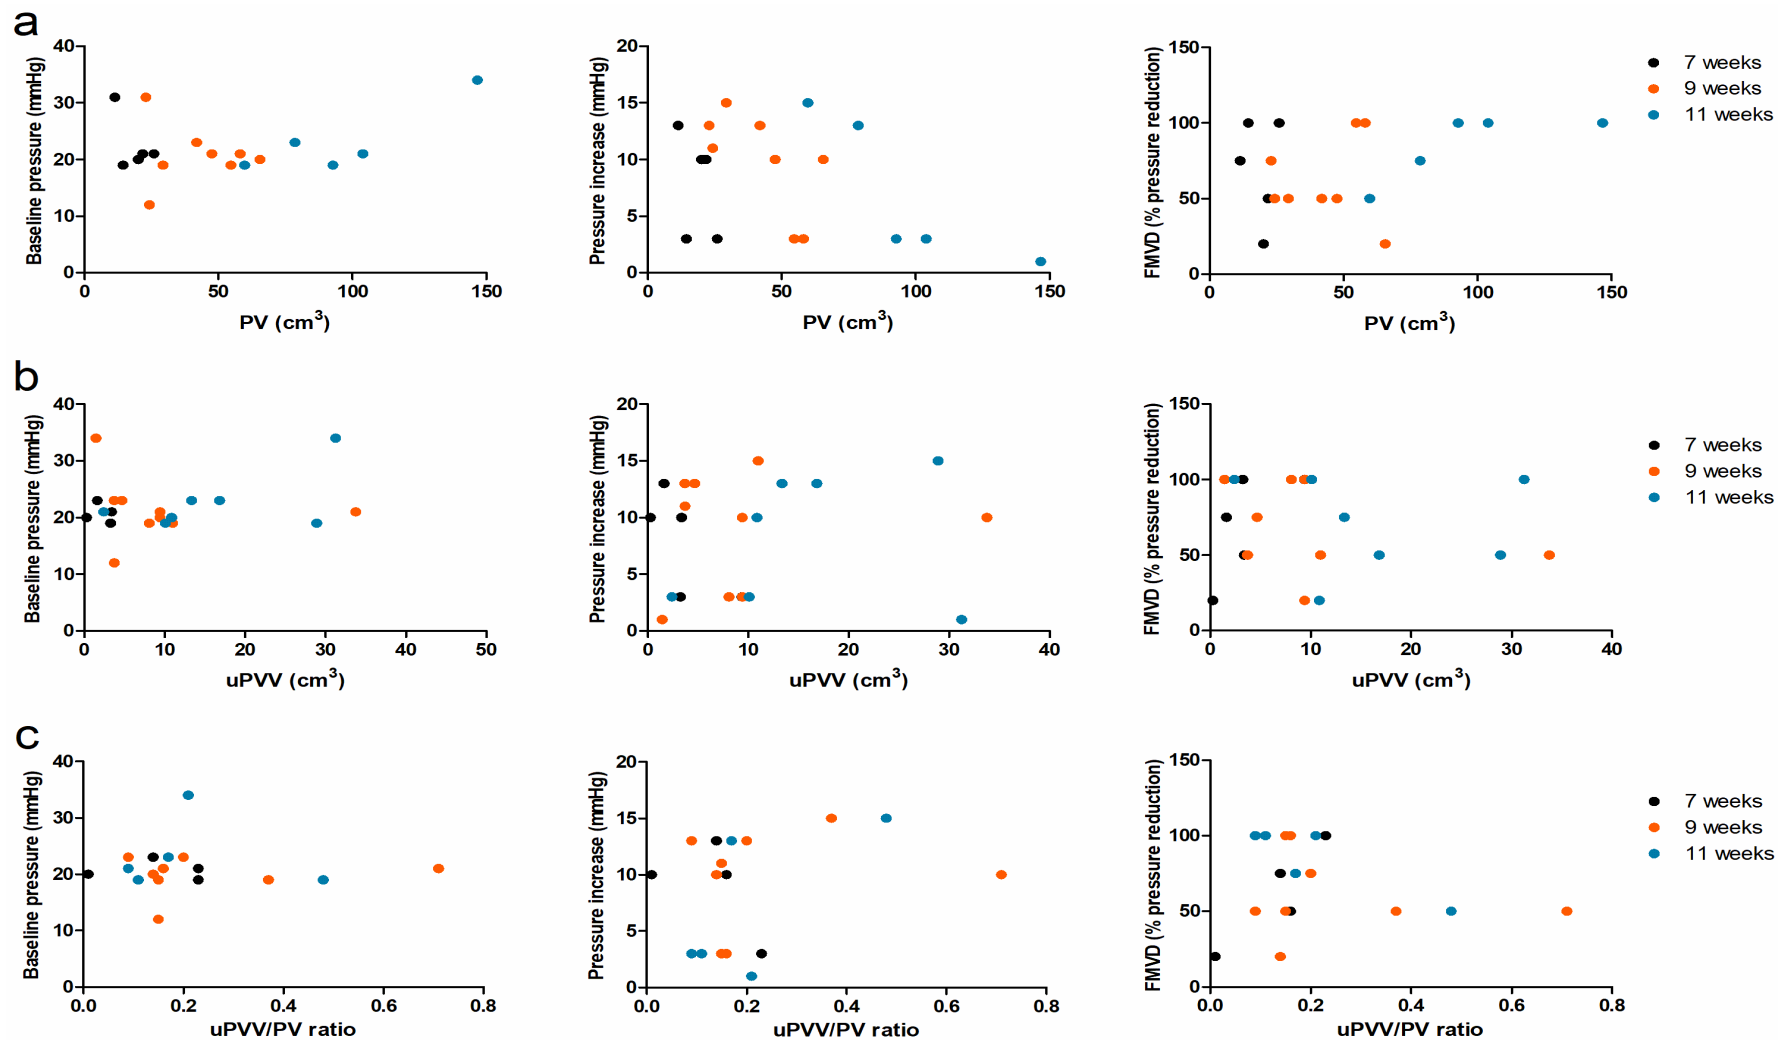 a
Baseline pressure (mmHg)
40
30
20
10
0
0 50 100 150
PV (cm³)
Pressure increase (mmHg)
20
15
10
5
0
0 50 100 150
PV (cm³)
FMVD (% pressure reduction)
150
100
50
0
0 50 100 150
PV (cm³)
7 weeks
9 weeks
11 weeks
b
Baseline pressure (mmHg)
40
30
20
10
0
0 10 20 30 40 50
uPVV (cm³)
Pressure increase (mmHg)
20
15
10
5
0
0 10 20 30 40
uPVV (cm³)
FMVD (% pressure reduction)
150
100
50
0
0 10 20 30 40
uPVV (cm³)
7 weeks
9 weeks
11 weeks
c
Baseline pressure (mmHg)
40
30
20
10
0
0.0 0.2 0.4 0.6 0.8
uPVV/PV ratio
Pressure increase (mmHg)
20
15
10
5
0
0.0 0.2 0.4 0.6 0.8
uPVV/PV ratio
FMVD (% pressure reduction)
150
100
50
0
0.0 0.2 0.4 0.6 0.8
uPVV/PV ratio
7 weeks
9 weeks
11 weeks